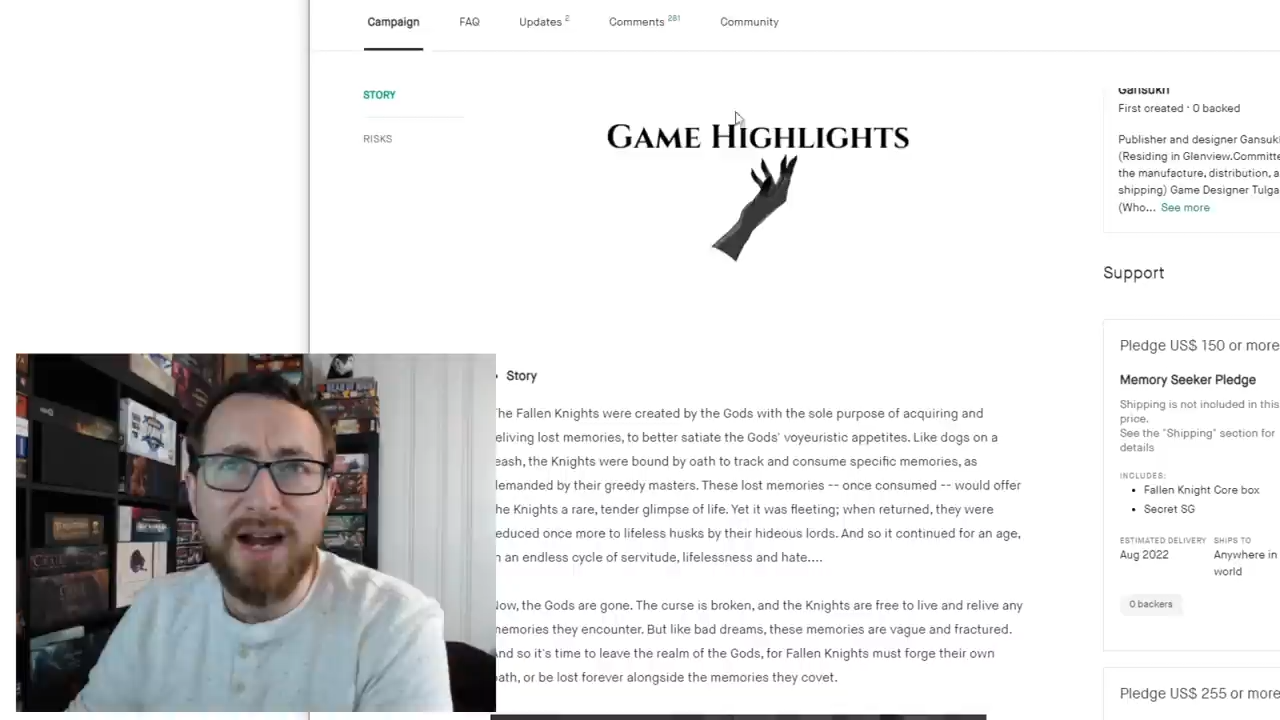 Campaign FAQ Updates 2 Comments 281 Community
STORY
RISKS
GAME HIGHLIGHTS
Story
The Fallen Knights were created by the Gods with the sole purpose of acquiring and
reliving lost memories, to better satiate the Gods' voyeuristic appetites. Like dogs on a
leash, the Knights were bound by oath to track and consume specific memories, as
demanded by their greedy masters. These lost memories -- once consumed -- would offer
the Knights a rare, tender glimpse of life. Yet it was fleeting; when returned, they were
reduced once more to lifeless husks by their hideous lords. And so it continued for an age,
in an endless cycle of servitude, lifelessness and hate....
Now, the Gods are gone. The curse is broken, and the Knights are free to live and relive any
memories they encounter. But like bad dreams, these memories are vague and fractured.
And so it's time to leave the realm of the Gods, for Fallen Knights must forge their own
path, or be lost forever alongside the memories they covet.
Gansukh
First created · 0 backed
Publisher and designer Gansuk
(Residing in Glenview.Committe
the manufacture, distribution, a
shipping) Game Designer Tulga
(Who... See more
Support
Pledge US$ 150 or more
Memory Seeker Pledge
Shipping is not included in this
price.
See the "Shipping" section for
details
INCLUDES:
Fallen Knight Core box
Secret SG
ESTIMATED DELIVERY SHIPS TO
Aug 2022 Anywhere in
world
0 backers
Pledge US$ 255 or more